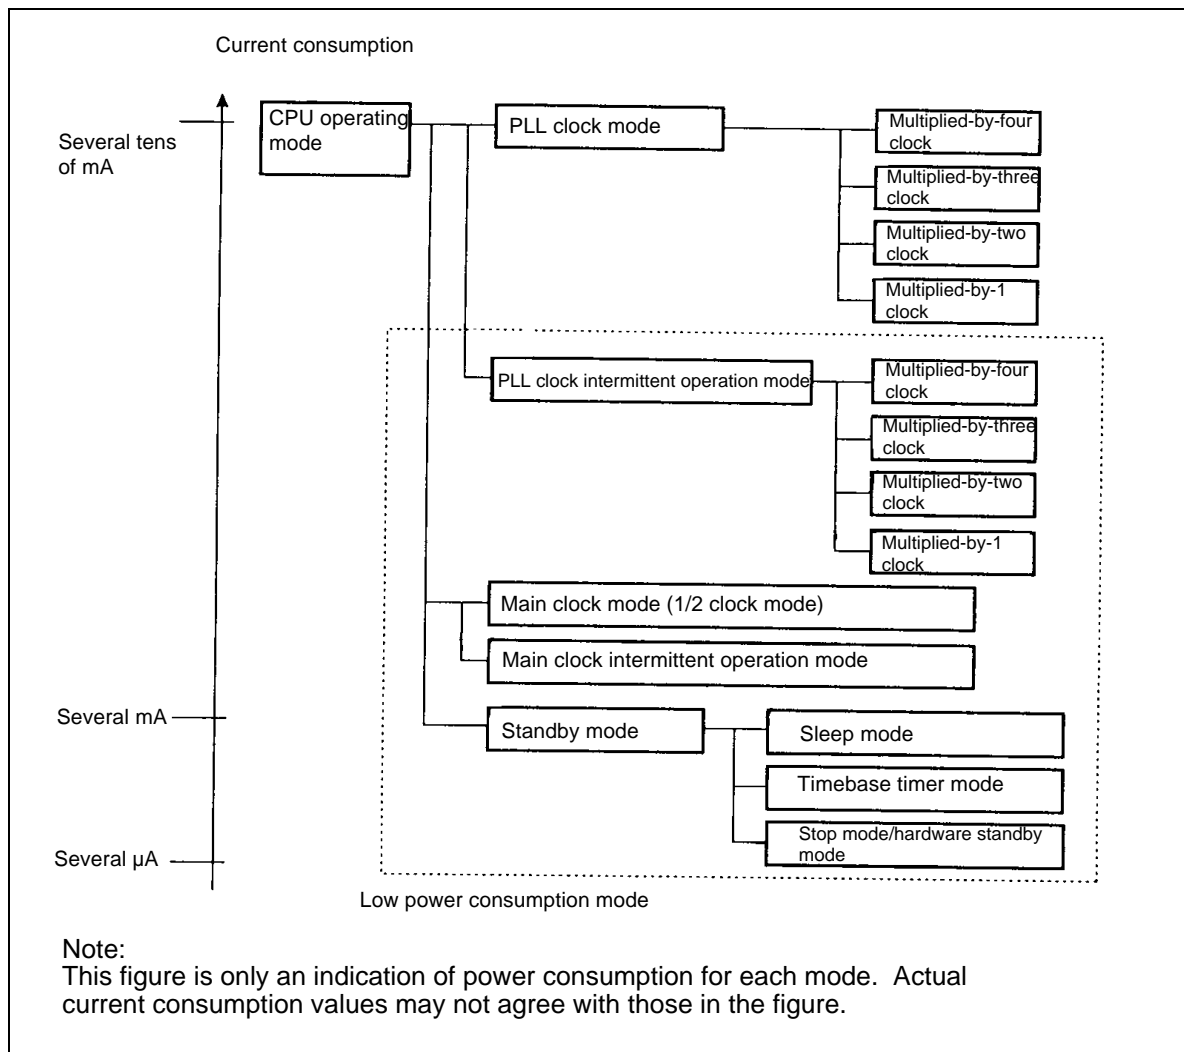 Current consumption
Several tens
of mA
CPU operating
mode
PLL clock mode
Multiplied-by-four
clock
Multiplied-by-three
clock
Multiplied-by-two
clock
Multiplied-by-1
clock
PLL clock intermittent operation mode
Multiplied-by-four
clock
Multiplied-by-three
clock
Multiplied-by-two
clock
Multiplied-by-1
clock
Main clock mode (1/2 clock mode)
Main clock intermittent operation mode
Several mA
Standby mode
Sleep mode
Timebase timer mode
Stop mode/hardware standby
mode
Several μA
Low power consumption mode
Note:
This figure is only an indication of power consumption for each mode.  Actual
current consumption values may not agree with those in the figure.